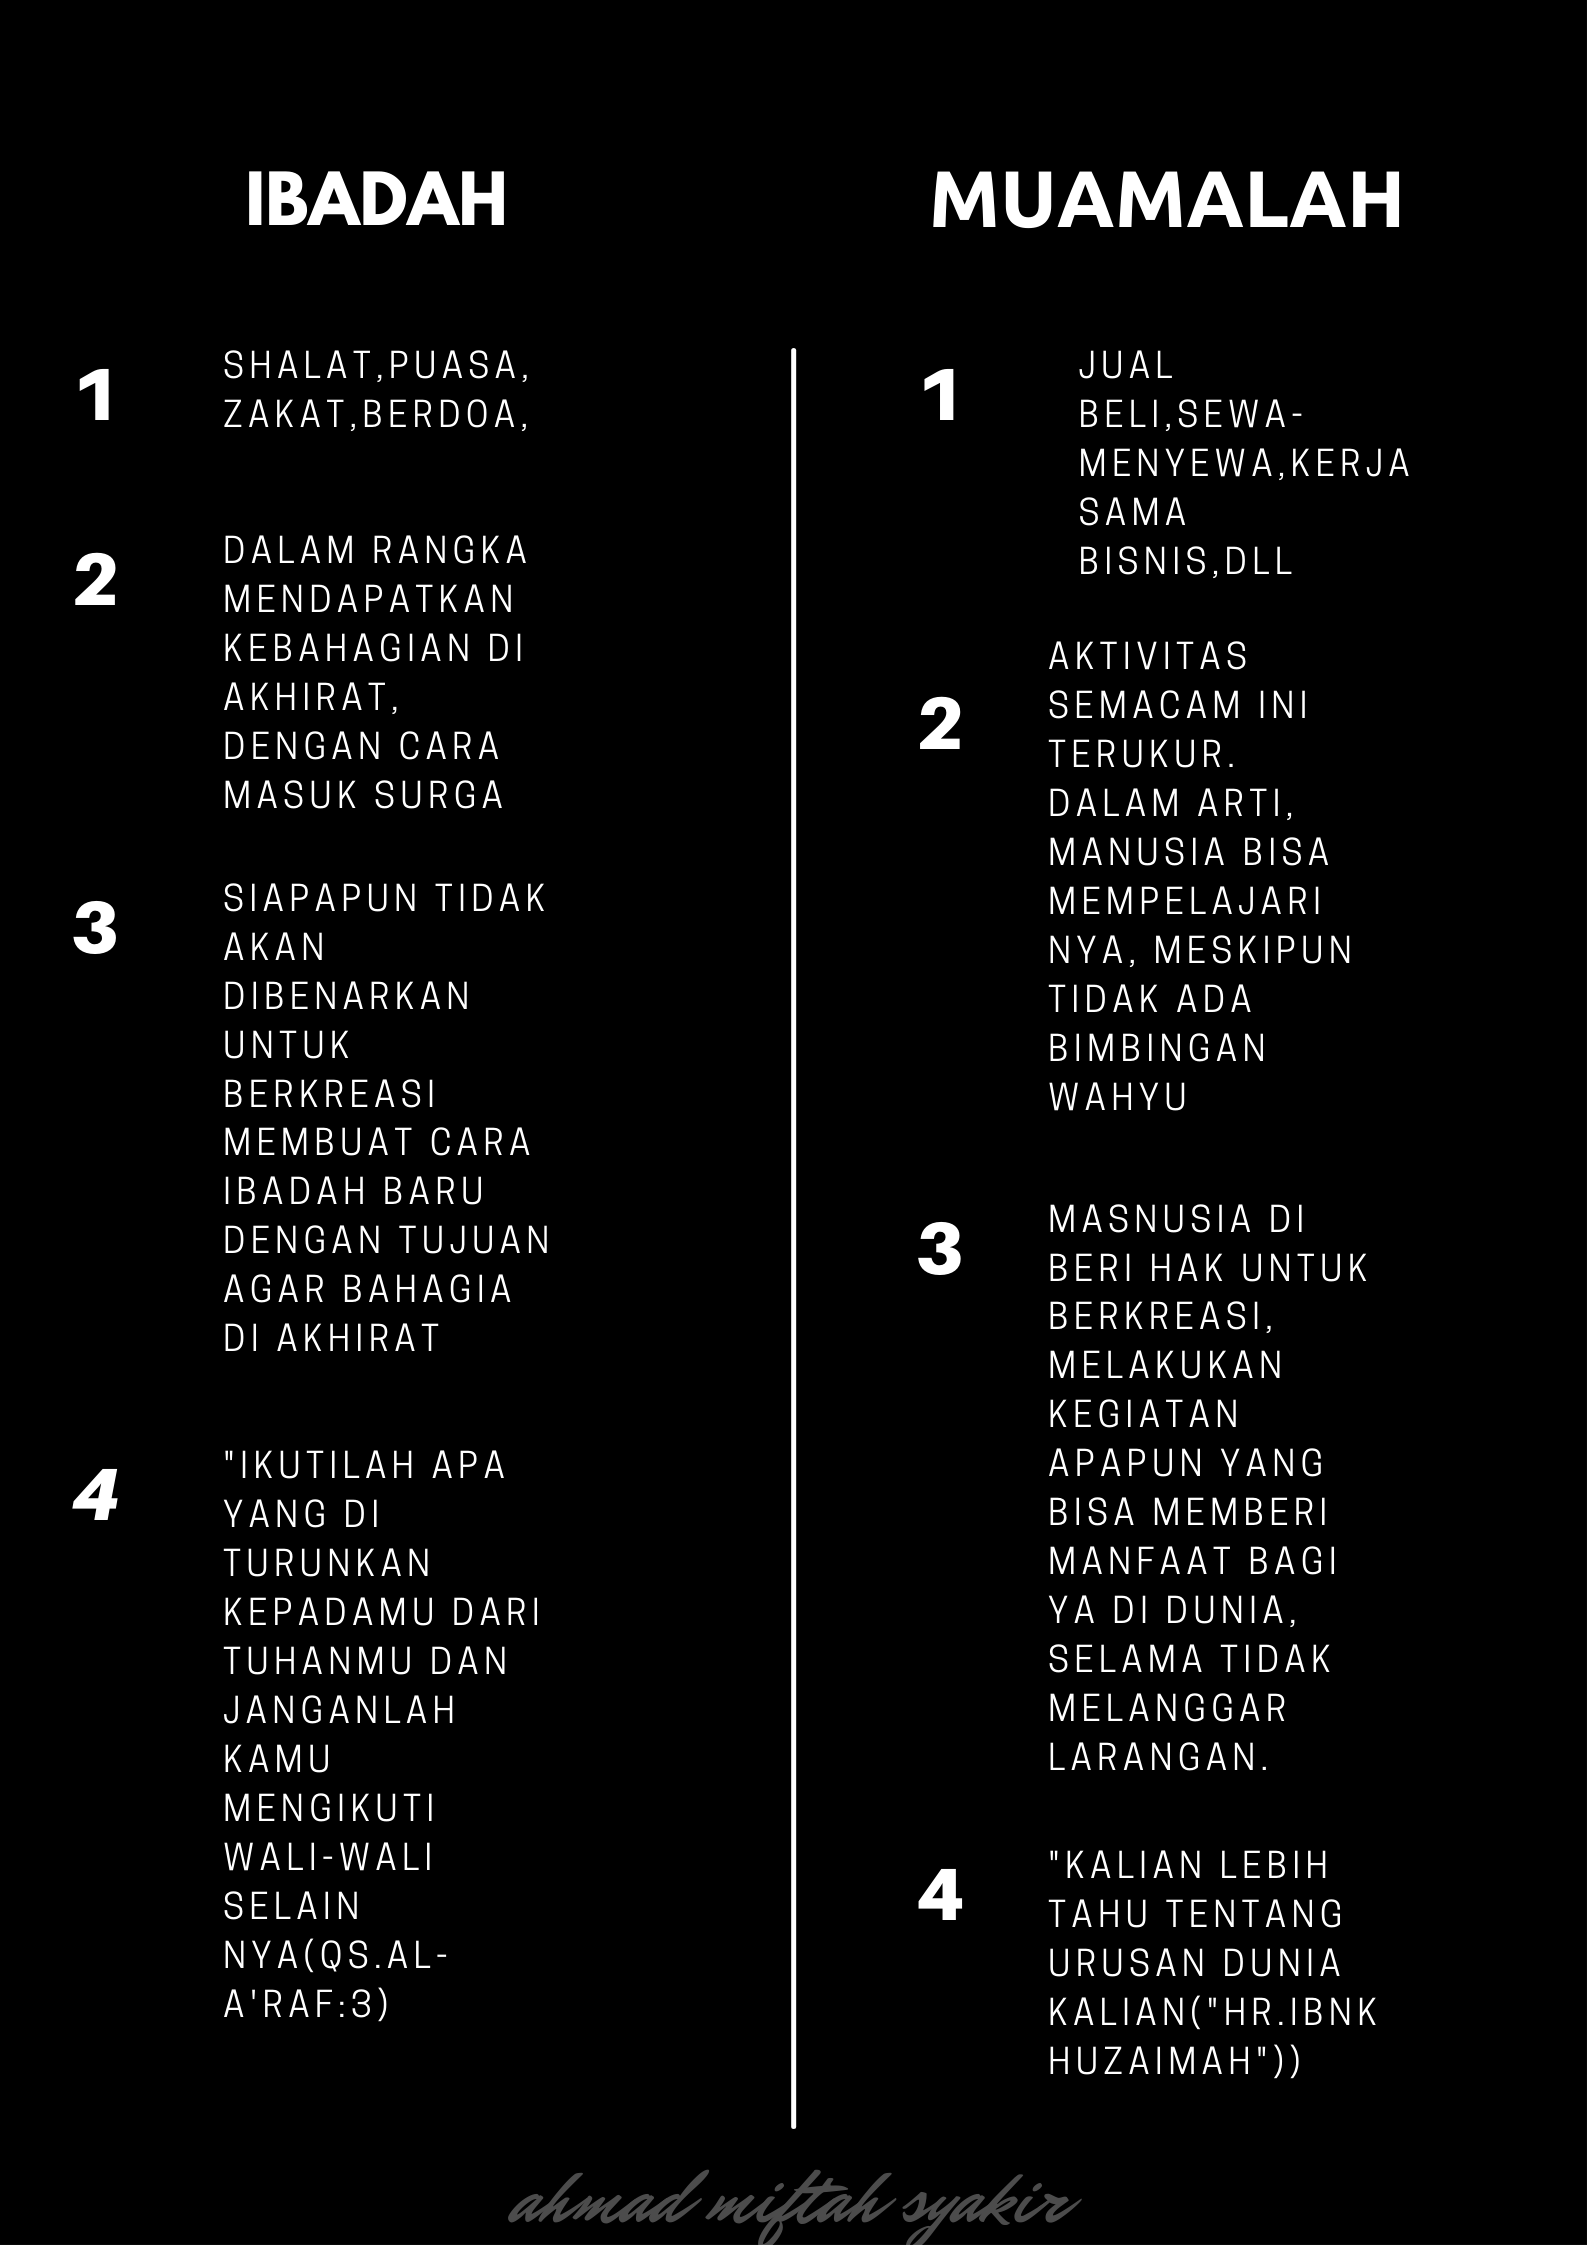 IBADAH
1
SHALAT,PUASA,
ZAKAT,BERDOA,
2
DALAM RANGKA
MENDAPATKAN
KEBAHAGIAN DI
AKHIRAT,
DENGAN CARA
MASUK SURGA
3
SIAPAPUN TIDAK
AKAN
DIBENARKAN
UNTUK
BERKREASI
MEMBUAT CARA
IBADAH BARU
DENGAN TUJUAN
AGAR BAHAGIA
DI AKHIRAT
4
"IKUTILAH APA
YANG DI
TURUNKAN
KEPADAMU DARI
TUHANMU DAN
JANGANLAH
KAMU
MENGIKUTI
WALI-WALI
SELAIN
NYA(QS.AL-
A'RAF:3)
MUAMALAH
1
JUAL
BELI,SEWA-
MENYEWA,KERJA
SAMA
BISNIS,DLL
2
AKTIVITAS
SEMACAM INI
TERUKUR.
DALAM ARTI,
MANUSIA BISA
MEMPELAJARI
NYA, MESKIPUN
TIDAK ADA
BIMBINGAN
WAHYU
3
MASNUSIA DI
BERI HAK UNTUK
BERKREASI,
MELAKUKAN
KEGIATAN
APAPUN YANG
BISA MEMBERI
MANFAAT BAGI
YA DI DUNIA,
SELAMA TIDAK
MELANGGAR
LARANGAN.
4
"KALIAN LEBIH
TAHU TENTANG
URUSAN DUNIA
KALIAN("HR.IBNK
HUZAIMAH"))
ahmad miftah syakir